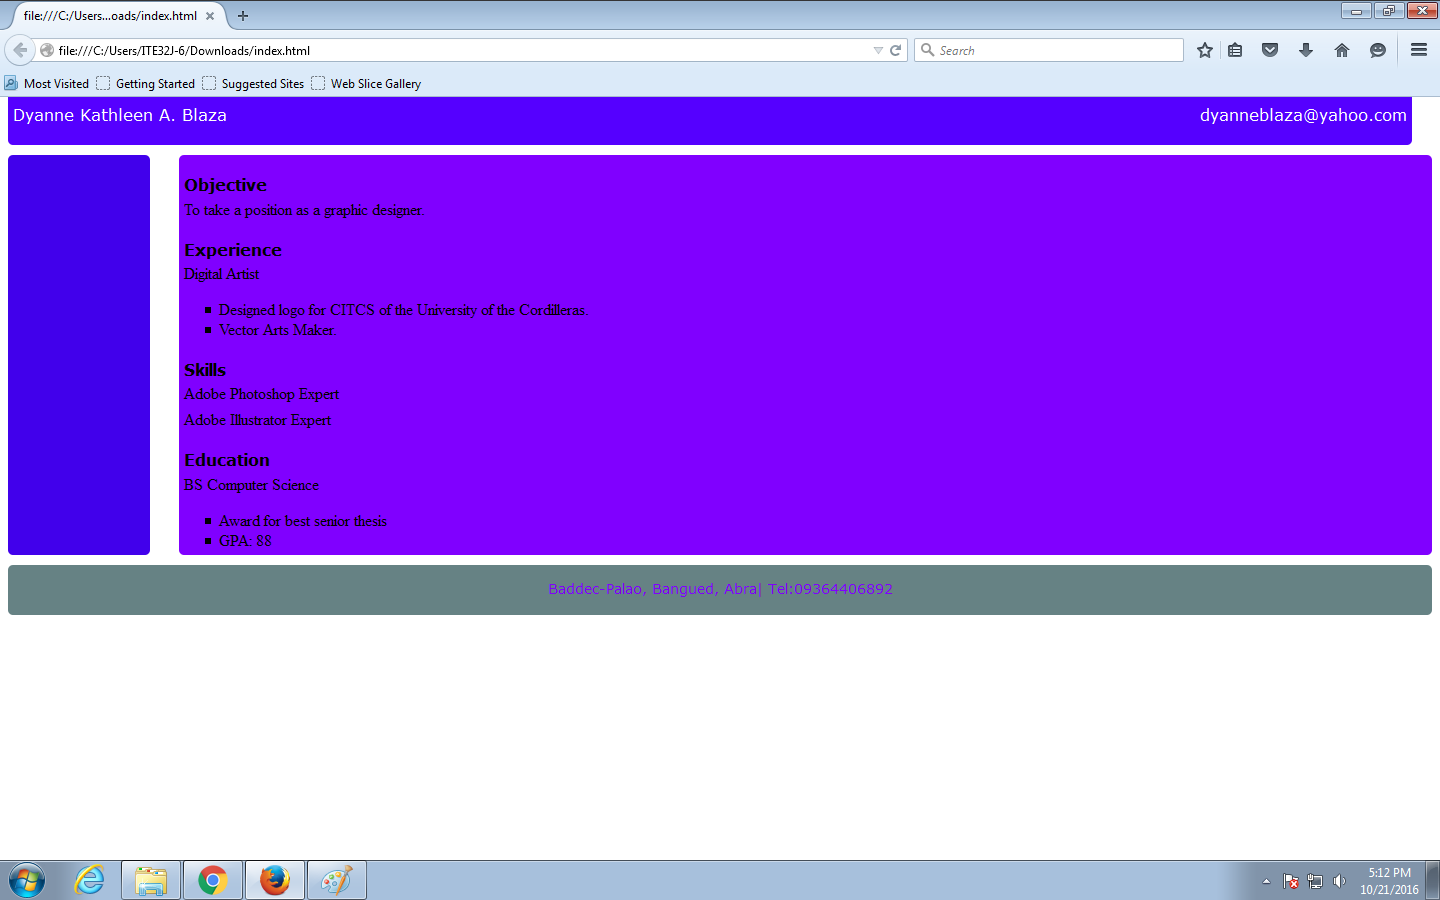 file:///C:/Users...oads/index.html
file:///C:/Users/ITE32J-6/Downloads/index.html
Search
Most Visited
Getting Started
Suggested Sites
Web Slice Gallery
Dyanne Kathleen A. Blaza
dyanneblaza@yahoo.com
Objective
To take a position as a graphic designer.
Experience
Digital Artist
Designed logo for CITCS of the University of the Cordilleras.
Vector Arts Maker.
Skills
Adobe Photoshop Expert
Adobe Illustrator Expert
Education
BS Computer Science
Award for best senior thesis
GPA: 88
Baddec-Palao, Bangued, Abra| Tel:09364406892
5:12 PM
10/21/2016